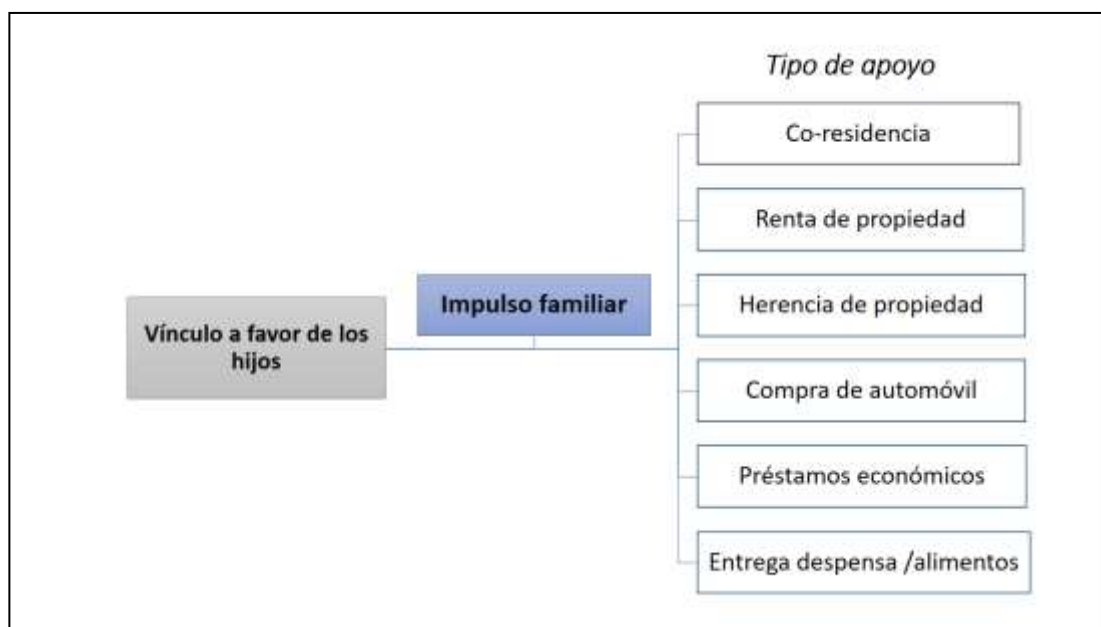 Tipo de apoyo
Co-residencia
Renta de propiedad
Impulso familiar
Herencia de propiedad
Vínculo a favor de los
hijos
Compra de automóvil
Préstamos económicos
Entrega despensa /alimentos